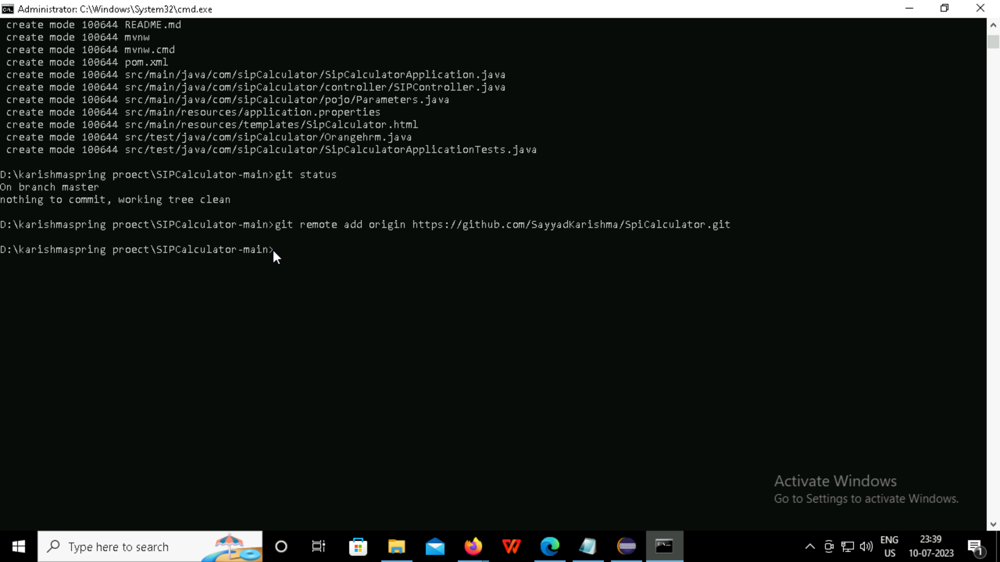 Administrator: C:\Windows\System32\cmd.exe
create mode 100644 README.md
create mode 100644 mvnw
create mode 100644 mvnw.cmd
create mode 100644 pom.xml
create mode 100644 src/main/java/com/sipCalculator/SipCalculatorApplication.java
create mode 100644 src/main/java/com/sipCalculator/controller/SIPController.java
create mode 100644 src/main/java/com/sipCalculator/pojo/Parameters.java
create mode 100644 src/main/resources/application.properties
create mode 100644 src/main/resources/templates/SipCalculator.html
create mode 100644 src/test/java/com/sipCalculator/Orangehrm.java
create mode 100644 src/test/java/com/sipCalculator/SipCalculatorApplicationTests.java
D:\karishmaspring proect\SIPCalculator-main>git status
On branch master
nothing to commit, working tree clean
D:\karishmaspring proect\SIPCalculator-main>git remote add origin https://github.com/SayyadKarishma/SpiCalculator.git
D:\karishmaspring proect\SIPCalculator-main>
Activate Windows
Go to Settings to activate Windows.
Type here to search
ENG
US
23:39
10-07-2023
1